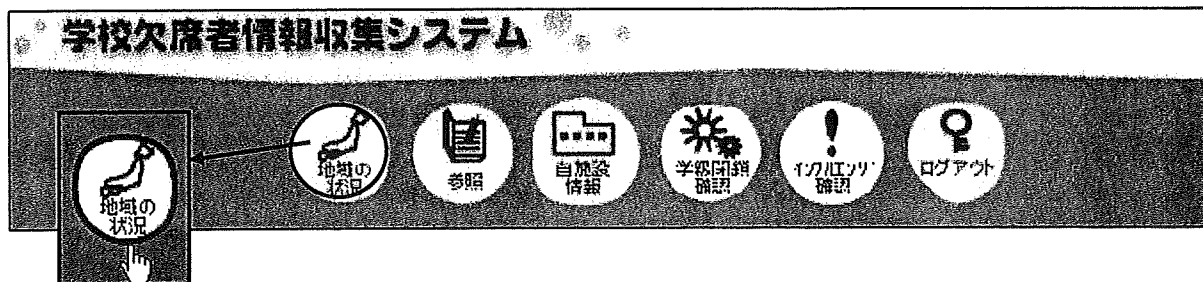 学校欠席者情報収集システム
地域の
状況
参照
自施設
情報
学級閉鎖
確認
インフルエンザ
確認
ログアウト
地域の
状況